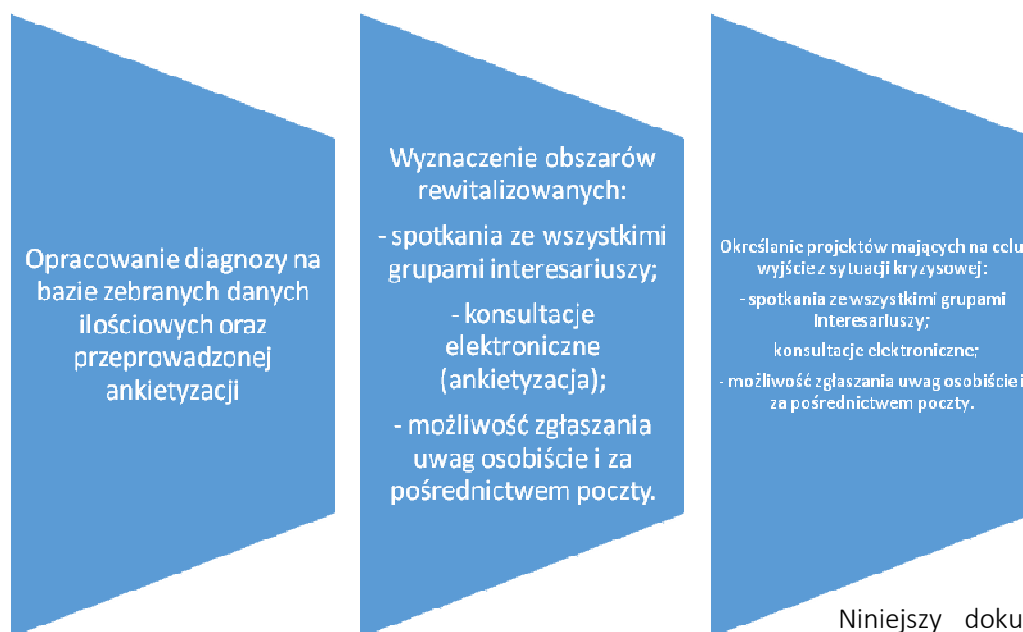 Opracowanie diagnozy na
bazie zebranych danych
ilościowych oraz
przeprowadzonej
ankietyzacji
Wyznaczenie obszarów
rewitalizowanych:
- spotkania ze wszystkimi
grupami interesariuszy;
- konsultacje
elektroniczne
(ankietyzacja);
- możliwość zgłaszania
uwag osobiście i za
pośrednictwem poczty.
Określanie projektów mających na celu
wyjście z sytuacji kryzysowej:
- spotkania ze wszystkimi grupami
interesariuszy;
konsultacje elektroniczne;
- możliwość zgłaszania uwag osobiście i
za pośrednictwem poczty.
Niniejszy doku